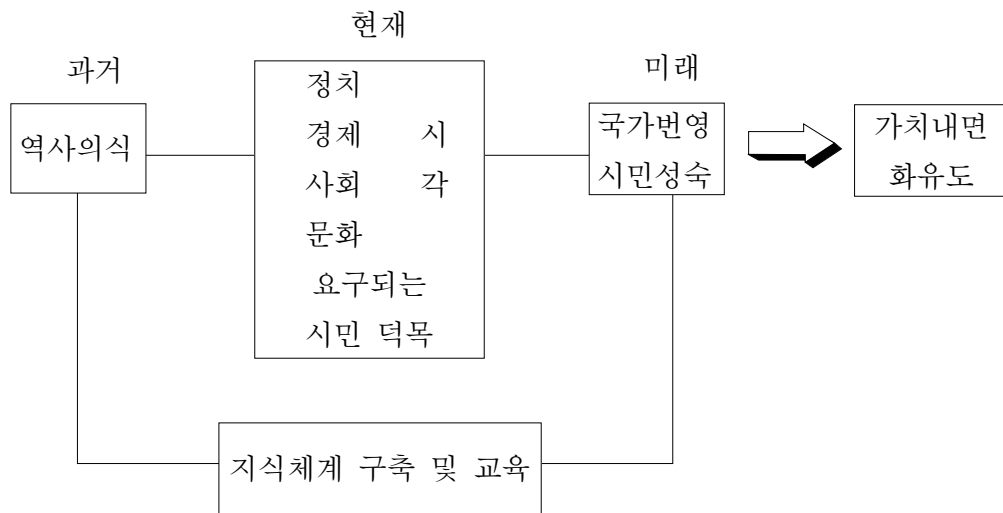 현재
과거
미래
정치
경제 시
사회 각
문화
요구되는
시민 덕목
역사의식
국가번영
시민성숙
가치내면
화유도
지식체계 구축 및 교육